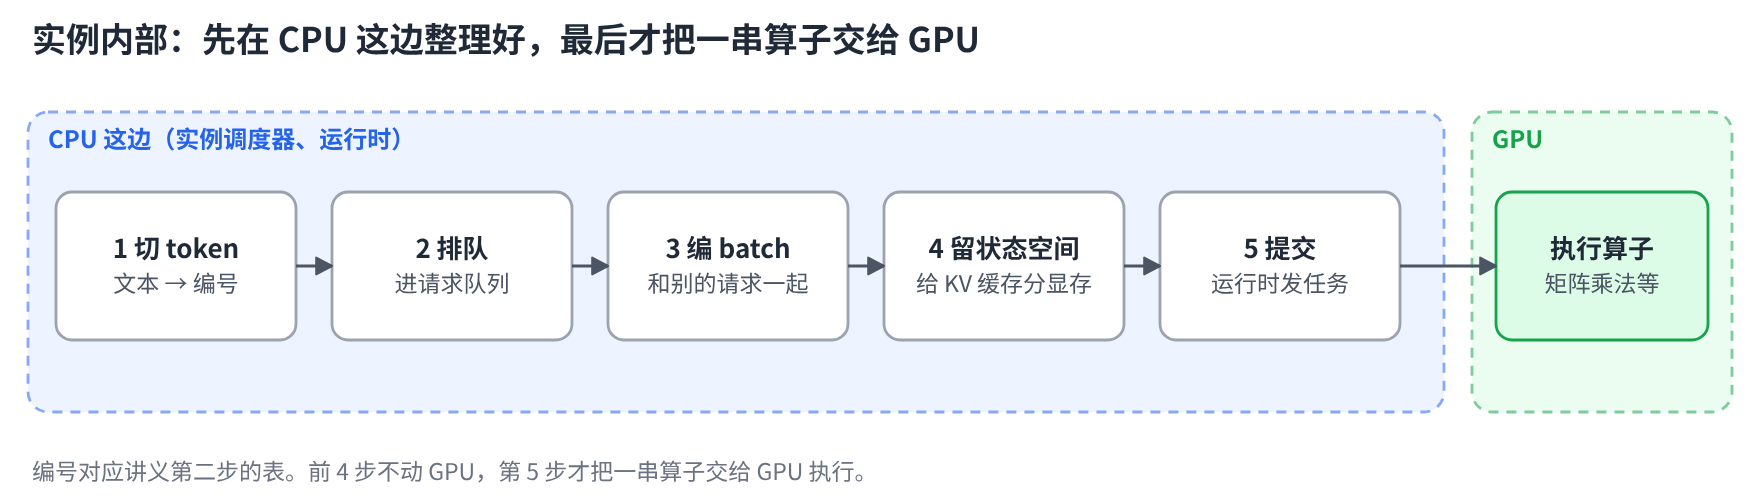 实例内部：先在 CPU 这边整理好，最后才把一串算子交给 GPU
CPU 这边（实例调度器、运行时）
GPU
1 切 token
文本 → 编号
2 排队
进请求队列
3 编 batch
和别的请求一起
4 留状态空间
给 KV 缓存分显存
5 提交
运行时发任务
执行算子
矩阵乘法等
编号对应讲义第二步的表。前 4 步不动 GPU，第 5 步才把一串算子交给 GPU 执行。